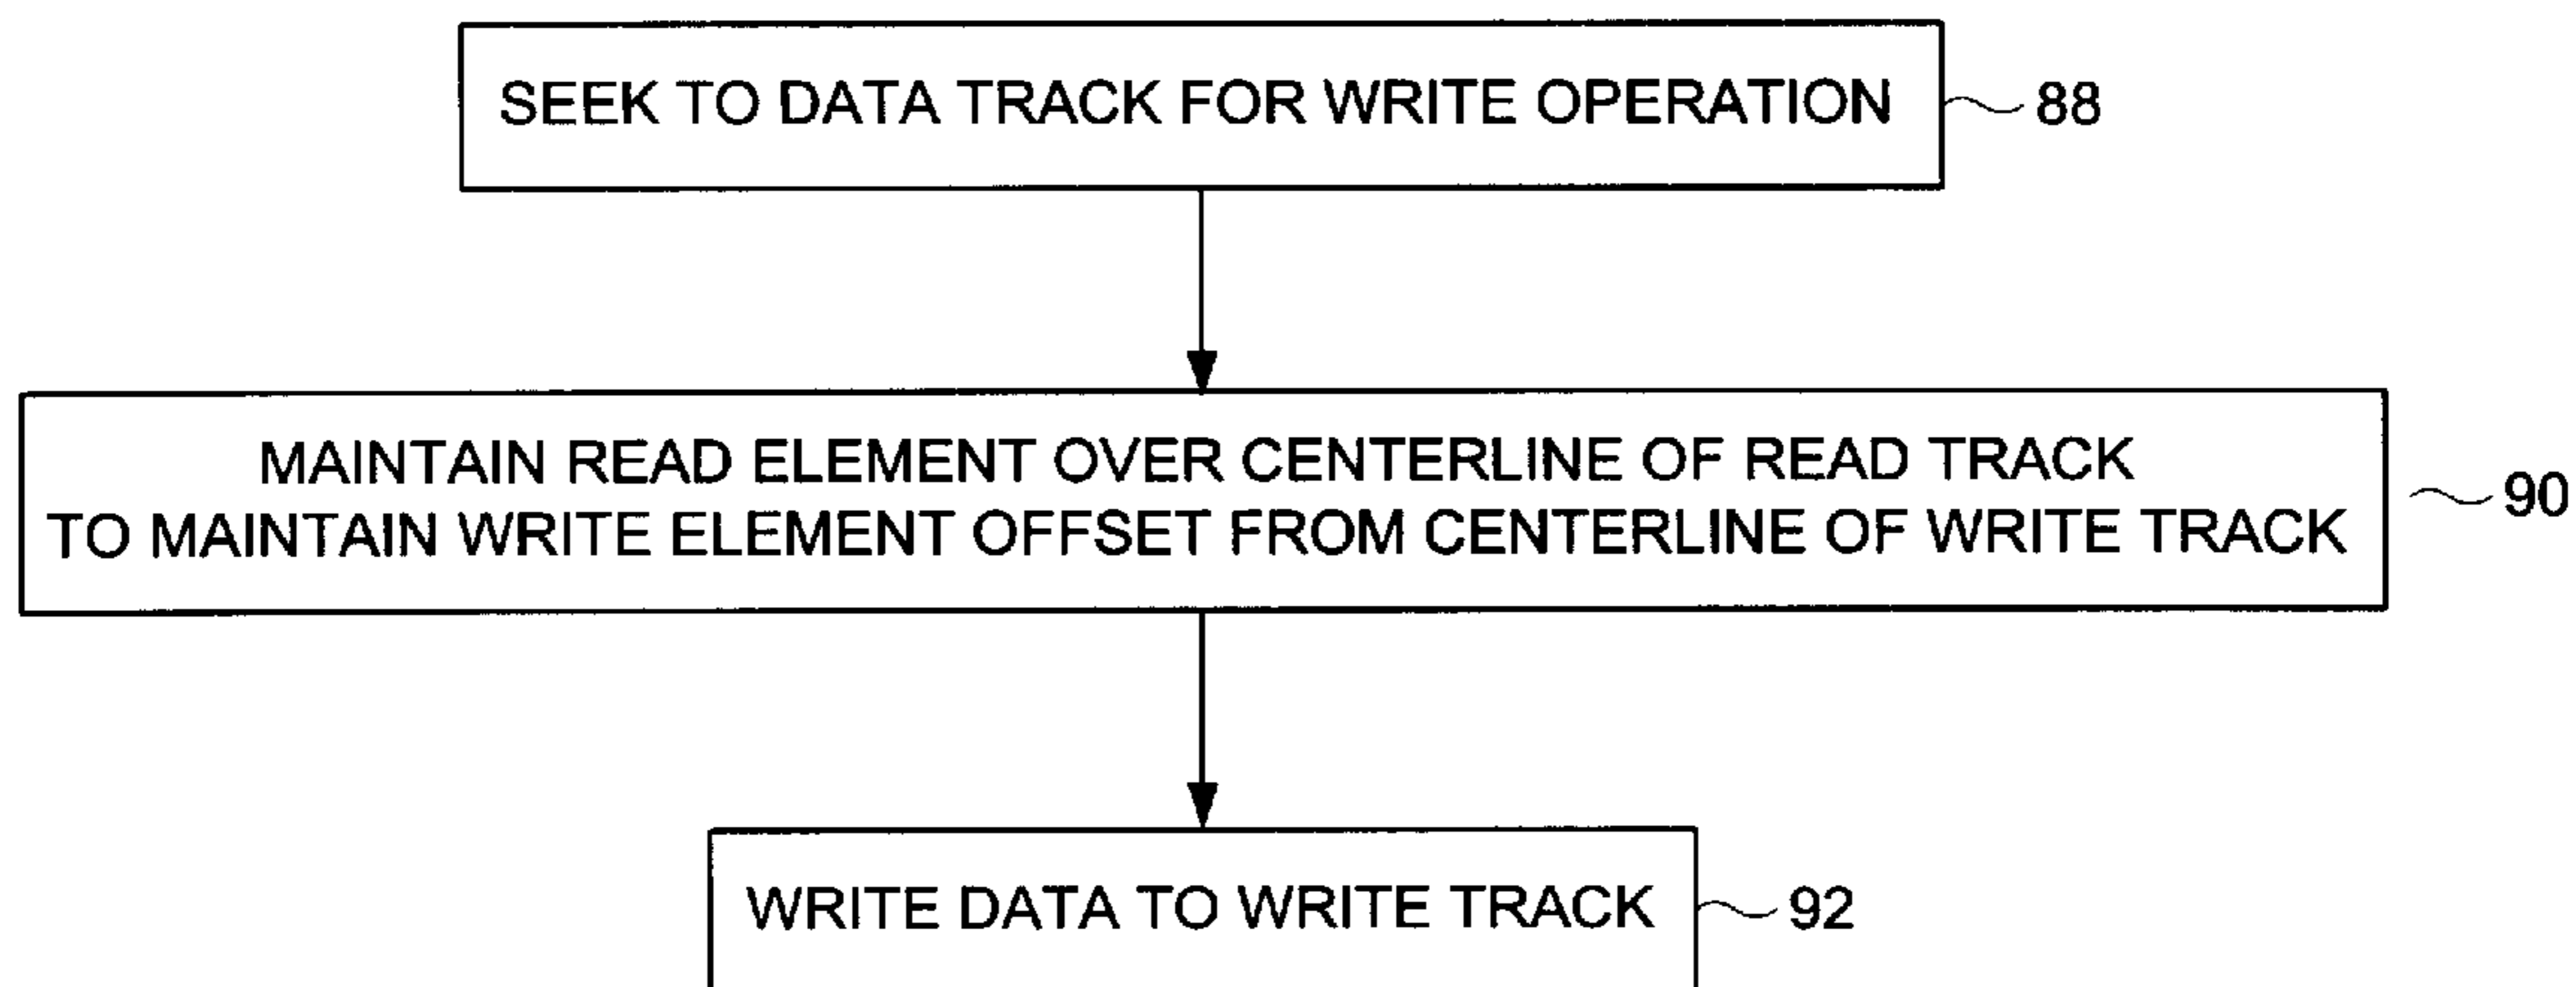 SEEK TO DATA TRACK FOR WRITE OPERATION
88
MAINTAIN READ ELEMENT OVER CENTERLINE OF READ TRACK
TO MAINTAIN WRITE ELEMENT OFFSET FROM CENTERLINE OF WRITE TRACK
90
WRITE DATA TO WRITE TRACK
92